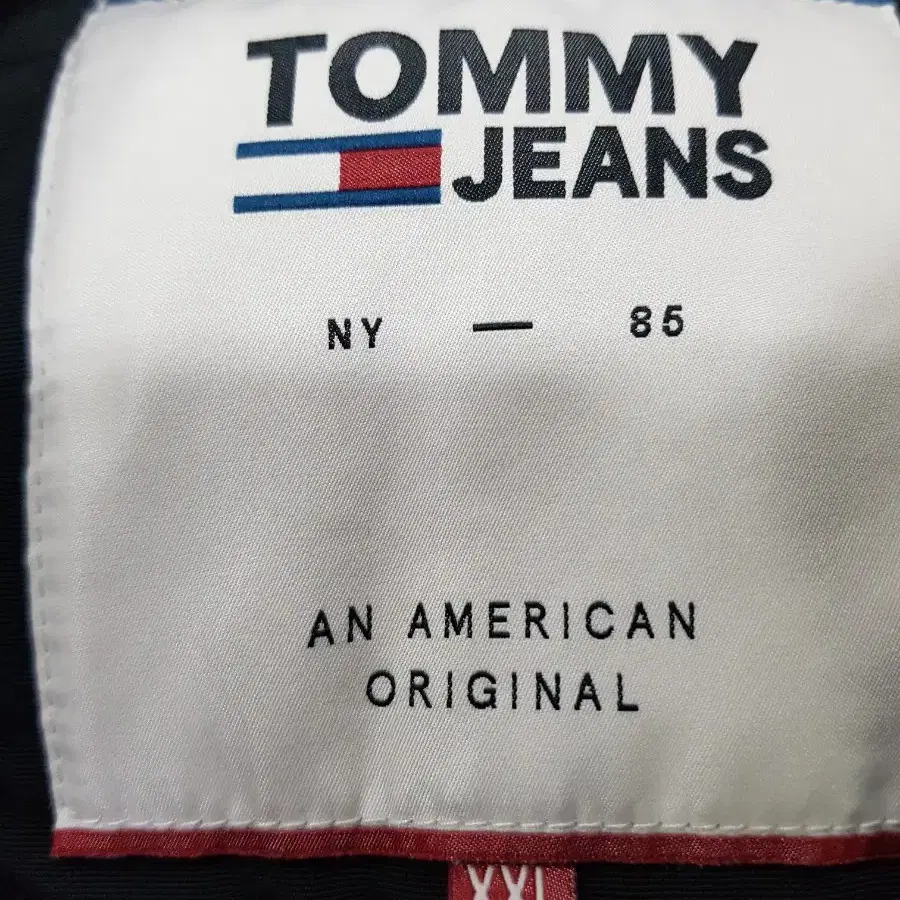 TOMMY
JEANS
NY — 85
AN AMERICAN
ORIGINAL
XXL